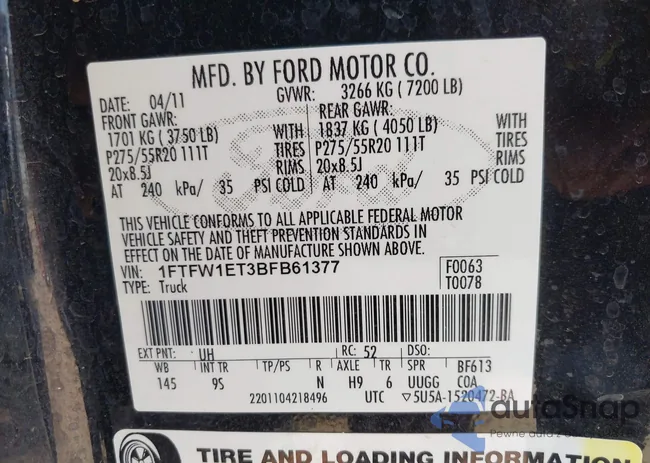 MFD. BY FORD MOTOR CO.
DATE: 04/11 GVWR: 3266 KG ( 7200 LB)
FRONT GAWR: REAR GAWR:
1701 KG ( 3750 LB) WITH 1837 KG ( 4050 LB) WITH
P275/55R20 111T TIRES P275/55R20 111T TIRES
20x8.5J RIMS 20x8.5J RIMS
AT 240 kPa/ 35 PSI COLD AT 240 kPa/ 35 PSI COLD
THIS VEHICLE CONFORMS TO ALL APPLICABLE FEDERAL MOTOR
VEHICLE SAFETY AND THEFT PREVENTION STANDARDS IN
EFFECT ON THE DATE OF MANUFACTURE SHOWN ABOVE.
VIN: 1FTFW1ET3BFB61377 F0063
TYPE: Truck T0078
EXT PNT: UH RC: 52 DSO:
WB INT TR TP/PS R AXLE TR SPR BF613
145 9S N H9 6 UUGG COA
2201104218496 UTC ▽5U5A-1520472-BA
autoSnap
Pewne auta z
TIRE AND LOADING INFORMATION